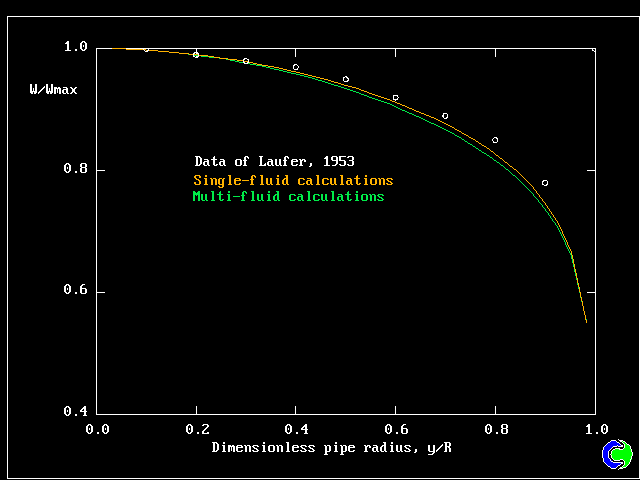 1.0
W/Wmax
Data of Laufer, 1953
0.8
Single-fluid calculations
Multi-fluid calculations
0.6
0.4
0.0 0.2 0.4 0.6 0.8 1.0
Dimensionless pipe radius, y/R